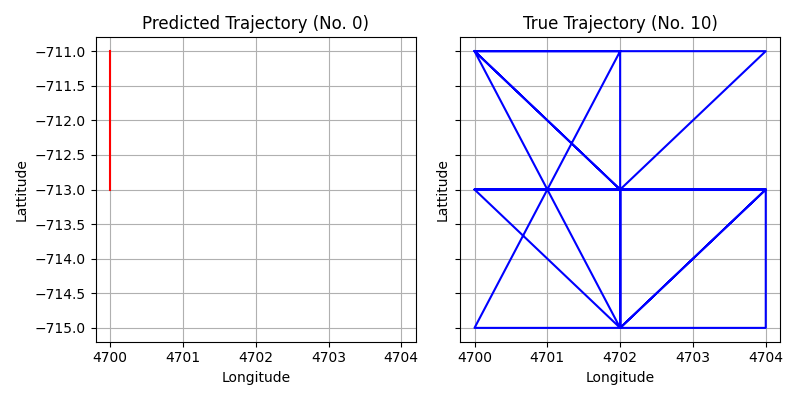 Predicted Trajectory (No. 0)
True Trajectory (No. 10)
−711.0
−711.5
−712.0
−712.5
−713.0
−713.5
−714.0
−714.5
−715.0
Lattitude
Lattitude
4700 4701 4702 4703 4704
4700 4701 4702 4703 4704
Longitude
Longitude